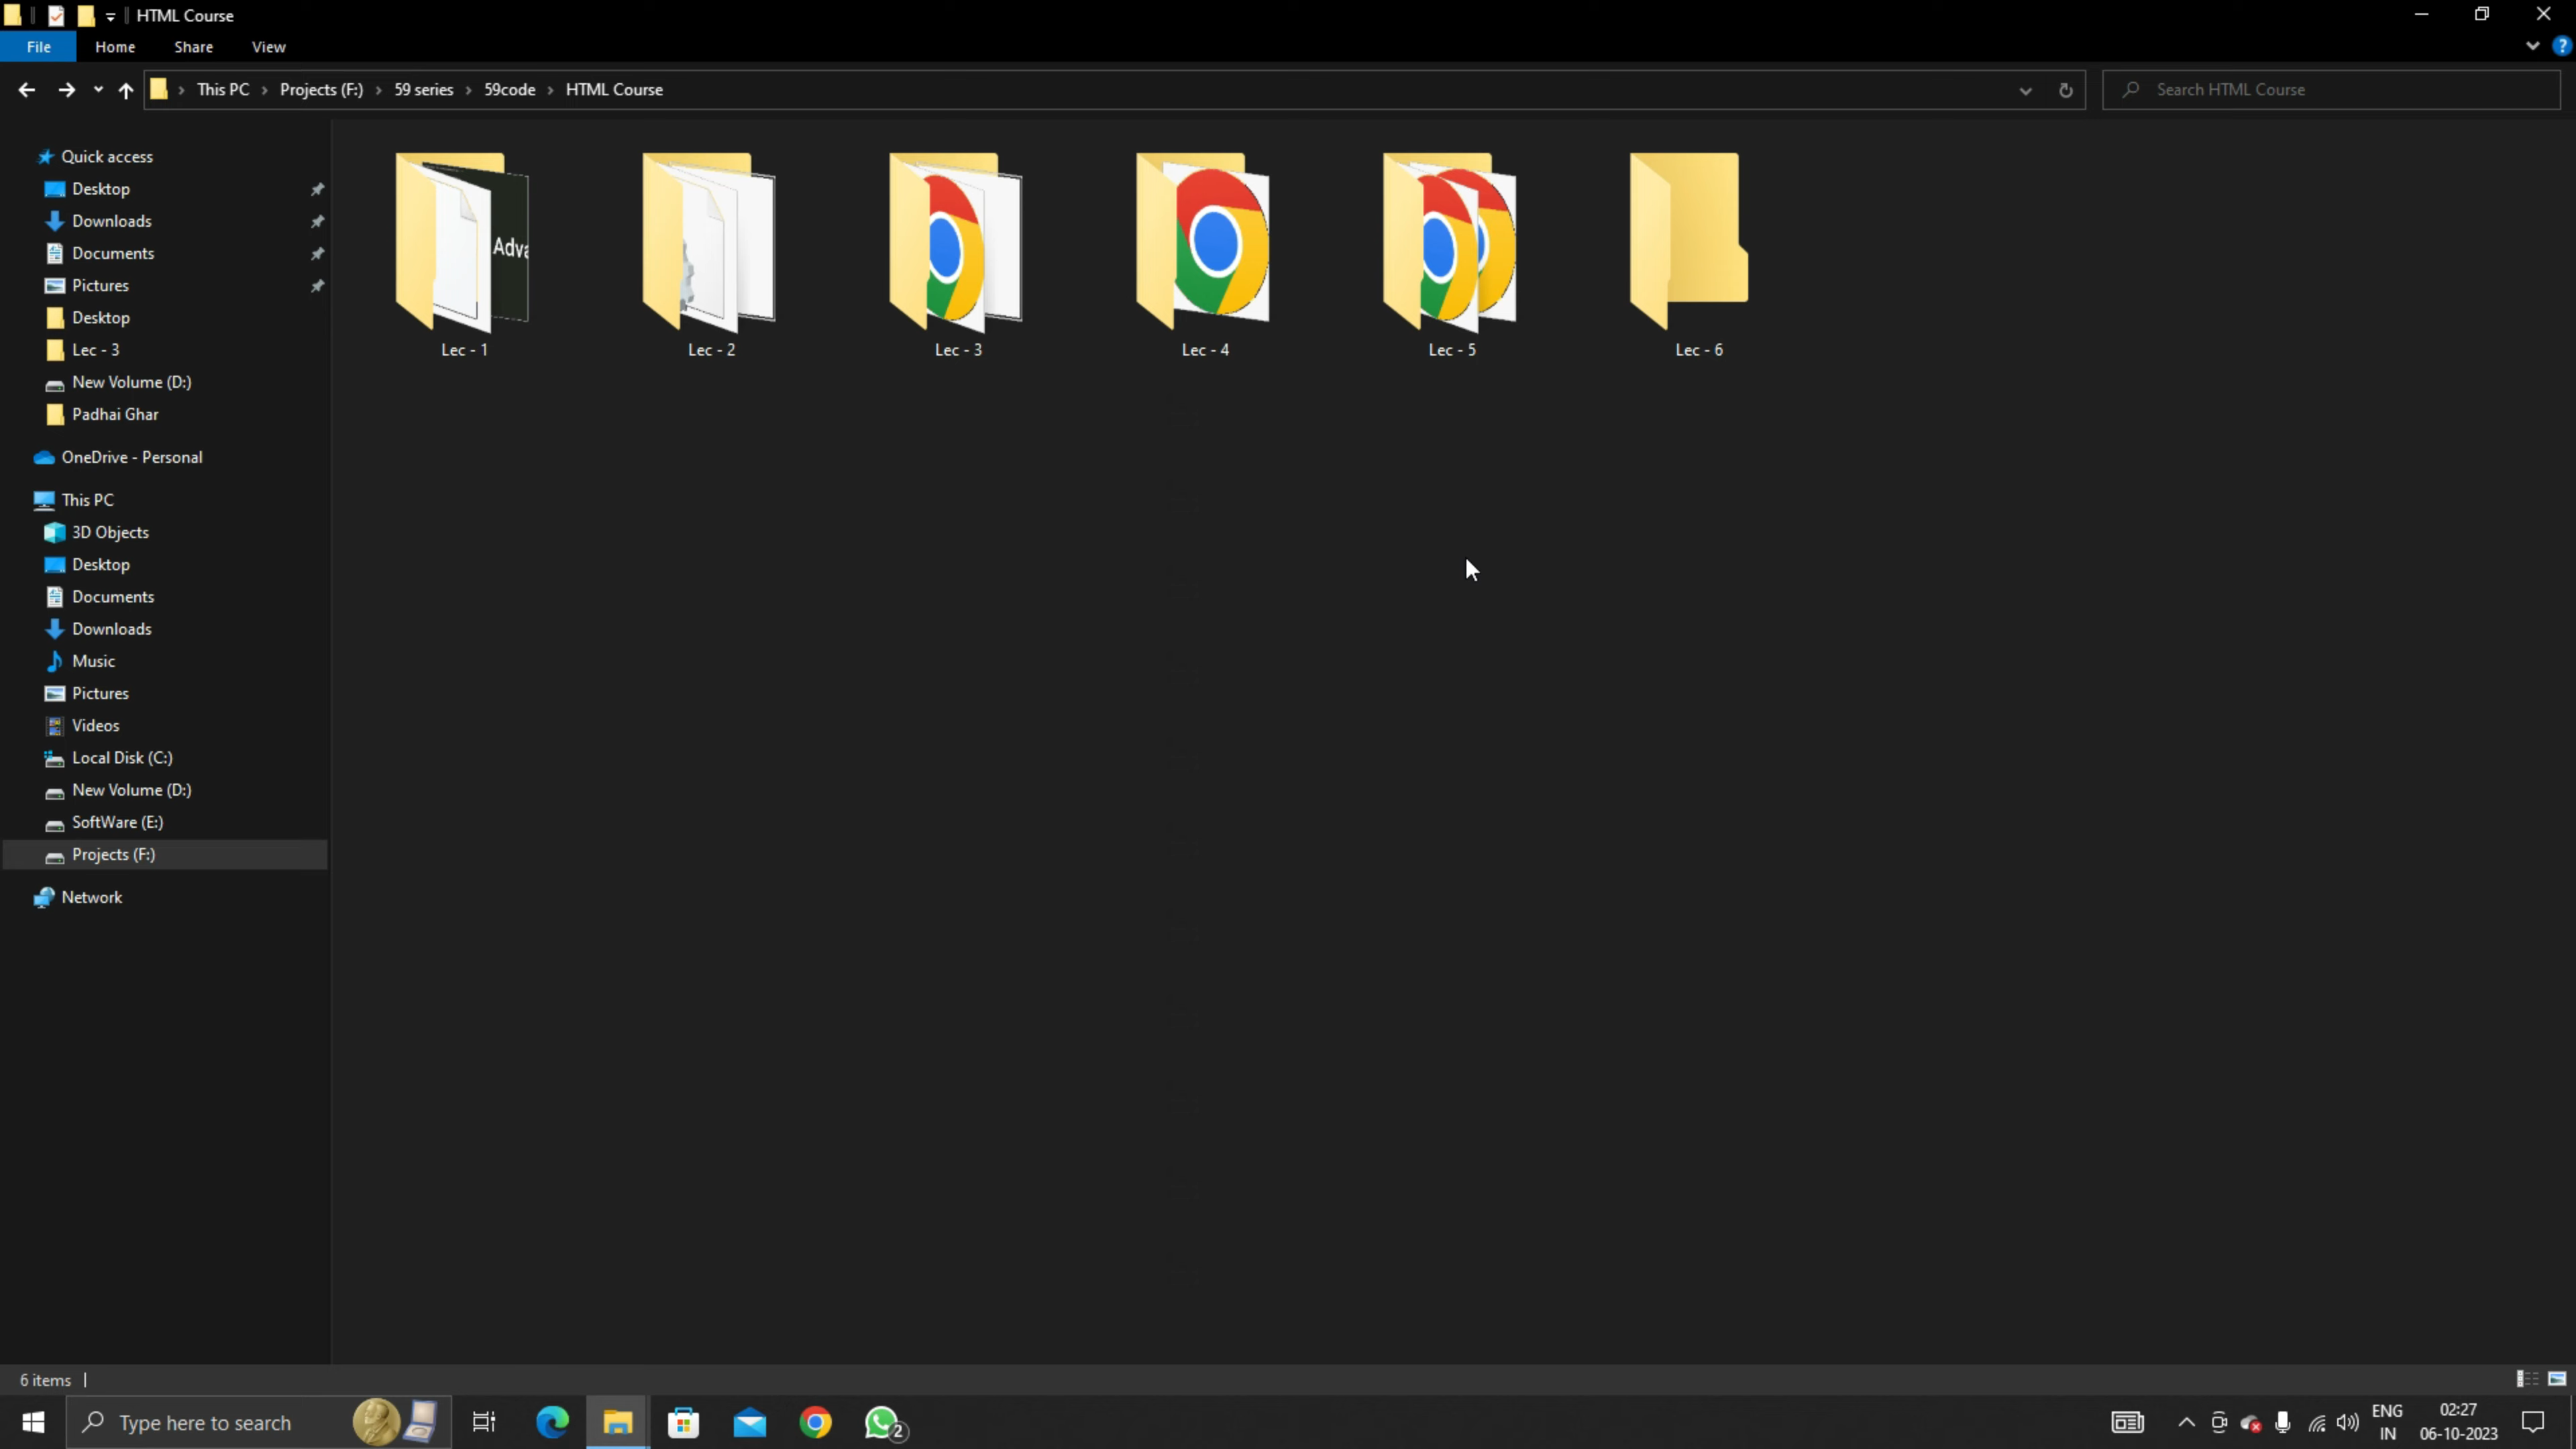 HTML Course
File Home Share View
This PC Projects (F:) 59 series 59code HTML Course
Search HTML Course
Quick access
Desktop
Downloads
Documents
Pictures
Desktop
Lec - 3
New Volume (D:)
Padhai Ghar
OneDrive - Personal
This PC
3D Objects
Desktop
Documents
Downloads
Music
Pictures
Videos
Local Disk (C:)
New Volume (D:)
SoftWare (E:)
Projects (F:)
Network
Adva
Lec - 1 Lec - 2 Lec - 3 Lec - 4 Lec - 5 Lec - 6
6 items
Type here to search
2
ENG
IN
02:27
06-10-2023